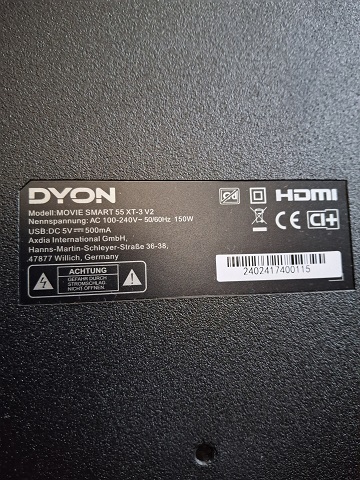 DYON
Modell:MOVIE SMART 55 XT-3 V2
Nennspannung: AC 100-240V~ 50/60Hz 150W
USB:DC 5V⎓500mA
Axdia International GmbH,
Hanns-Martin-Schleyer-Straße 36-38,
47877 Willich, Germany
ACHTUNG
GEFAHR DURCH
STROMSCHLAG
NICHT ÖFFNEN.
Cd
HDMI
CE
CI+
2402417400115